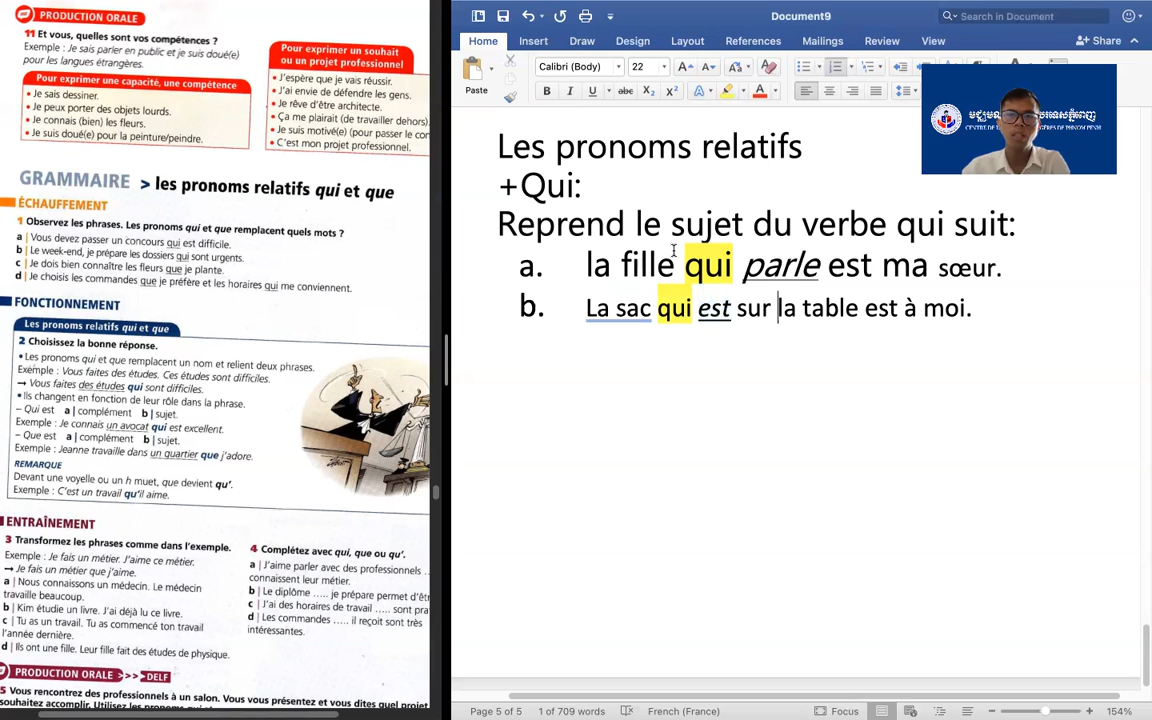 PRODUCTION ORALE
11 Et vous, quelles sont vos compétences ?
Exemple : Je sais parler en public et je suis doué(e)
pour les langues étrangères.
Pour exprimer une capacité, une compétence
• Je sais dessiner.
• Je peux porter des objets lourds.
• Je connais (bien) les fleurs.
• Je suis doué(e) pour la peinture/peindre.
Pour exprimer un souhait
ou un projet professionnel
• J'espère que je vais réussir.
• J'ai envie de défendre les gens.
• Je rêve d'être architecte.
• Ça me plairait (de travailler dehors).
• Je suis motivé(e) (pour passer le con
• C'est mon projet professionnel.
GRAMMAIRE > les pronoms relatifs qui et que
ÉCHAUFFEMENT
1 Observez les phrases. Les pronoms qui et que remplacent quels mots ?
a | Vous devez passer un concours qui est difficile.
b | Le week-end, je prépare les dossiers qui sont urgents.
c | Je dois bien connaître les fleurs que je plante.
d | Je choisis les commandes que je préfère et les horaires qui me conviennent.
FONCTIONNEMENT
Les pronoms relatifs qui et que
2 Choisissez la bonne réponse.
• Les pronoms qui et que remplacent un nom et relient deux phrases.
Exemple : Vous faites des études. Ces études sont difficiles.
→ Vous faites des études qui sont difficiles.
• Ils changent en fonction de leur rôle dans la phrase.
– Qui est a | complément b | sujet.
Exemple : Je connais un avocat qui est excellent.
– Que est a | complément b | sujet.
Exemple : Jeanne travaille dans un quartier que j'adore.
REMARQUE
Devant une voyelle ou un h muet, que devient qu'.
Exemple : C'est un travail qu'il aime.
ENTRAÎNEMENT
3 Transformez les phrases comme dans l'exemple.
Exemple : Je fais un métier. J'aime ce métier.
→ Je fais un métier que j'aime.
a | Nous connaissons un médecin. Le médecin
travaille beaucoup.
b | Kim étudie un livre. J'ai déjà lu ce livre.
c | Tu as un travail. Tu as commencé ton travail
l'année dernière.
d | Ils ont une fille. Leur fille fait des études de physique.
4 Complétez avec qui, que ou qu'.
a | J'aime parler avec des professionnels ..
connaissent leur métier.
b | Le diplôme ..... je prépare permet d'êt
c | J'ai des horaires de travail ..... sont pra
d | Les commandes ..... il reçoit sont très
intéressantes.
PRODUCTION ORALE >>> DELF
5 Vous rencontrez des professionnels à un salon. Vous vous présentez et vous dites quel projet
Document9
Search in Document
Home Insert Draw Design Layout References Mailings Review View
Share
Paste
Calibri (Body) 22
Les pronoms relatifs
+Qui:
Reprend le sujet du verbe qui suit:
a. la fille qui parle est ma sœur.
b. La sac qui est sur la table est à moi.
Page 5 of 5 1 of 709 words French (France) Focus 154%